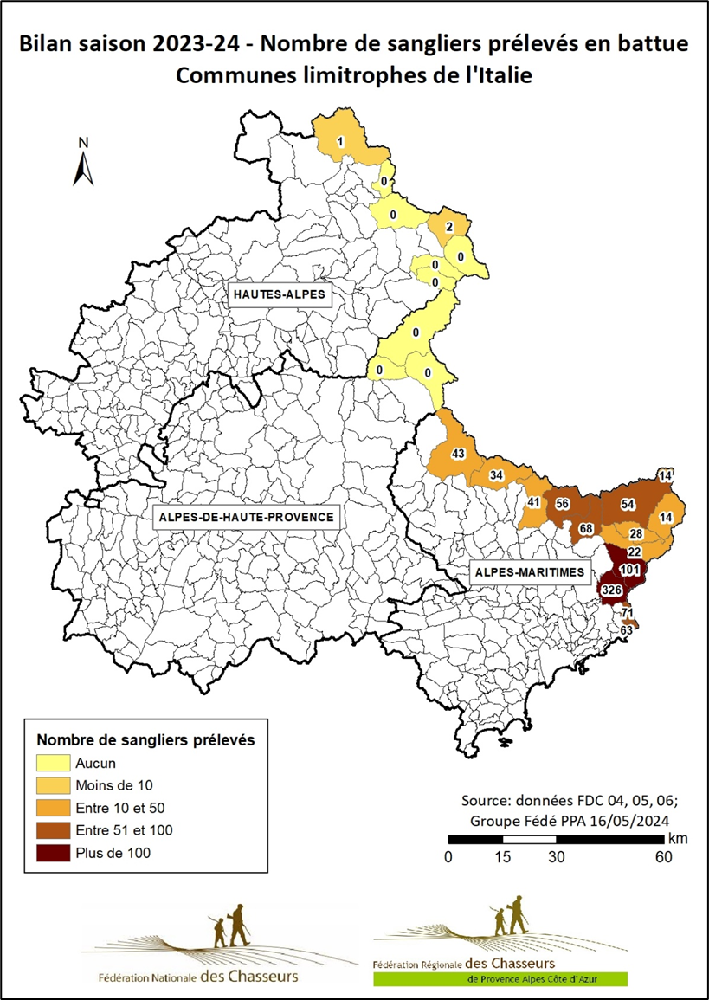 Bilan saison 2023-24 - Nombre de sangliers prélevés en battue
Communes limitrophes de l'Italie
N
1
0
0
2
0
0
0
HAUTES-ALPES
0
0
0
43
34
14
41
56
54
ALPES-DE-HAUTE-PROVENCE
14
68
28
22
ALPES-MARITIMES
101
326
71
63
Nombre de sangliers prélevés
Aucun
Moins de 10
Entre 10 et 50
Entre 51 et 100
Plus de 100
Source: données FDC 04, 05, 06;
Groupe Fédé PPA 16/05/2024
km
0 15 30 60
Fédération Nationale des Chasseurs
Fédération Régionale des Chasseurs
de Provence Alpes Côte d'Azur